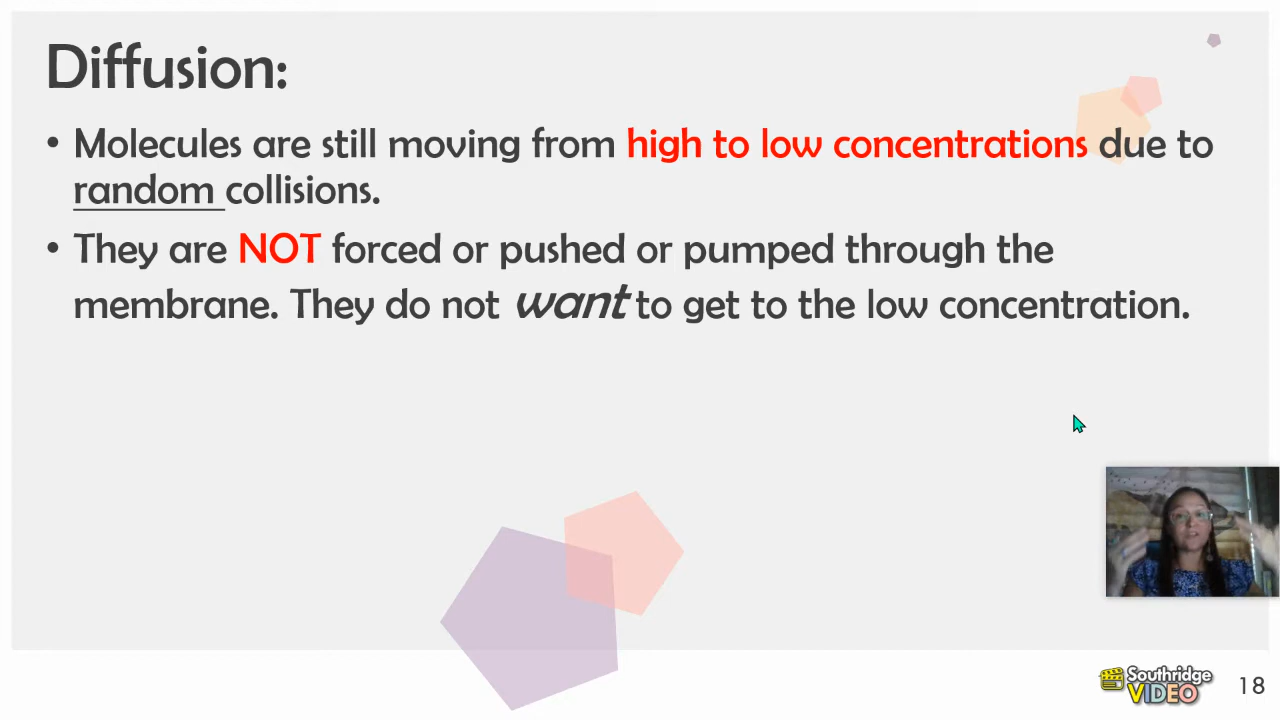 Diffusion:
• Molecules are still moving from high to low concentrations due to
random collisions.
• They are NOT forced or pushed or pumped through the
membrane. They do not want to get to the low concentration.
Southridge
VIDEO
18